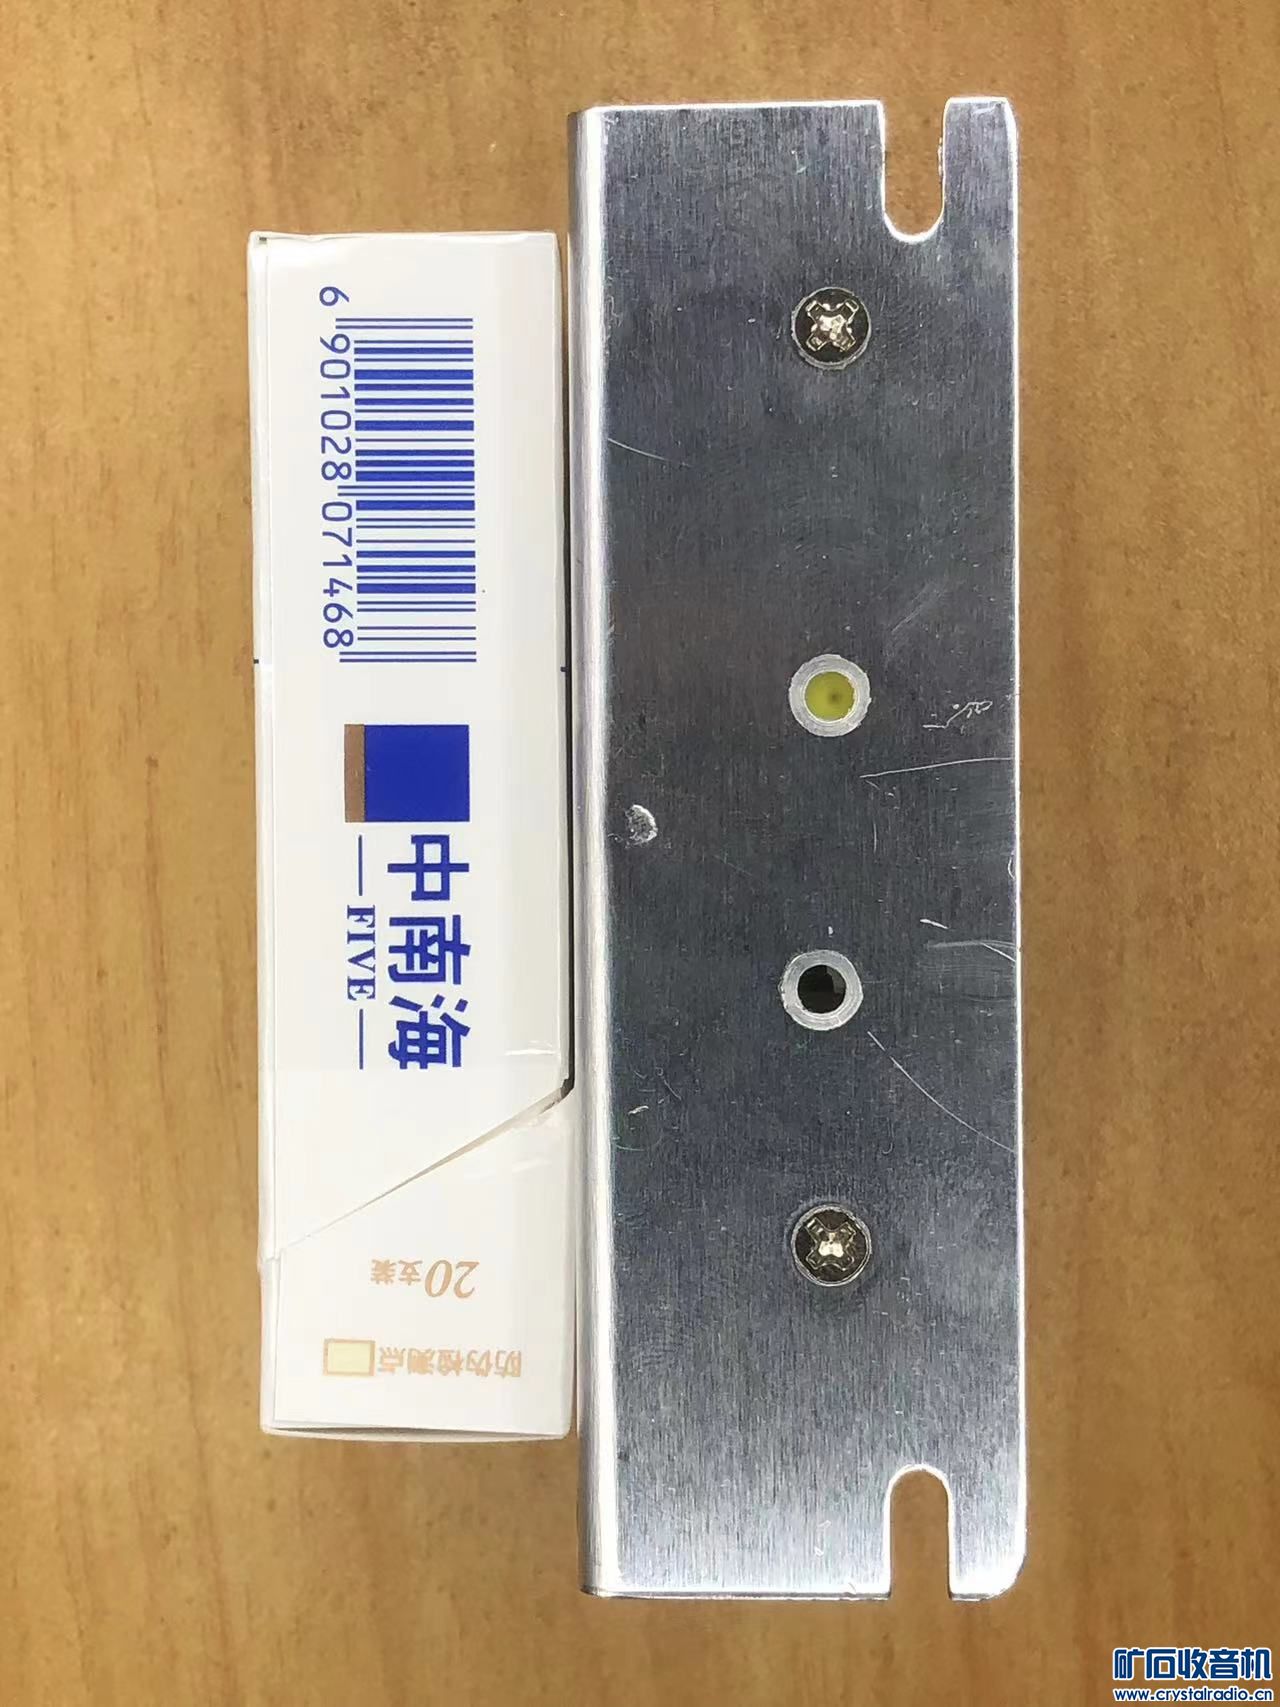 6 901028 071468
中南海
FIVE
20支装
防伪检测点
矿石收音机
www.crystalradio.cn